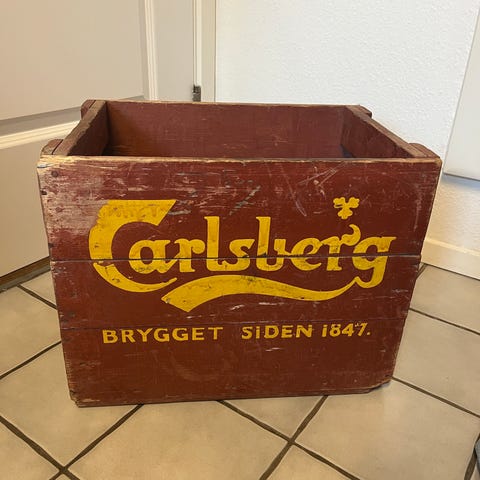 Carlsberg
BRYGGET SIDEN 1847.